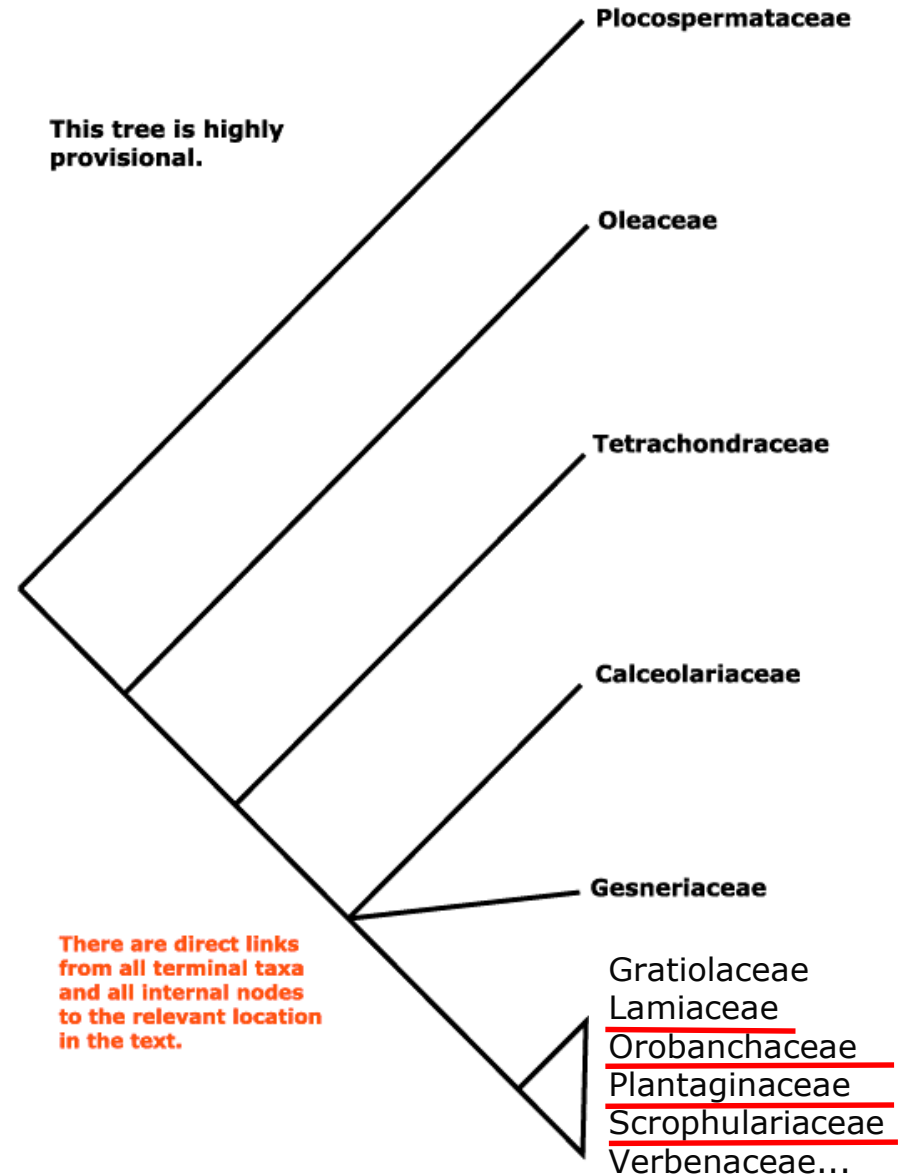 Plocospermataceae
This tree is highly
provisional.
Oleaceae
Tetrachondraceae
Calceolariaceae
Gesneriaceae
There are direct links
from all terminal taxa
and all internal nodes
to the relevant location
in the text.
Gratiolaceae
Lamiaceae
Orobanchaceae
Plantaginaceae
Scrophulariaceae
Verbenaceae...